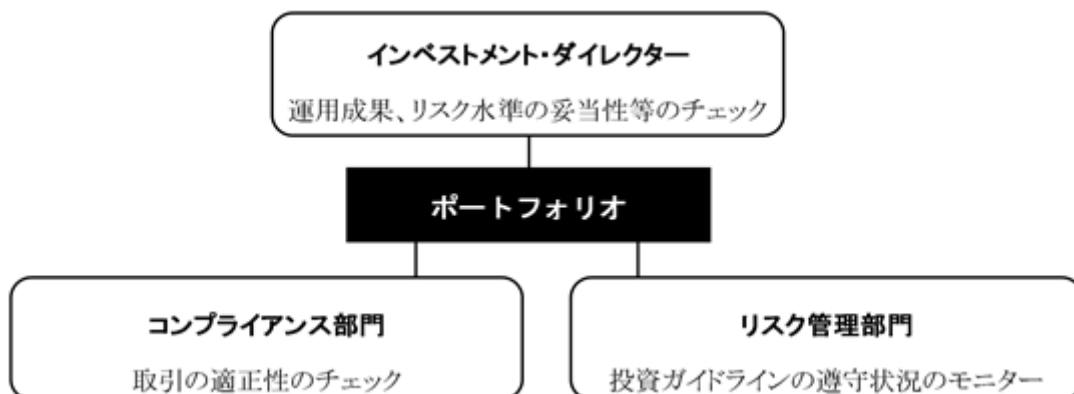 インベストメント・ダイレクター
運用成果、リスク水準の妥当性等のチェック
ポートフォリオ
コンプライアンス部門
取引の適正性のチェック
リスク管理部門
投資ガイドラインの遵守状況のモニター